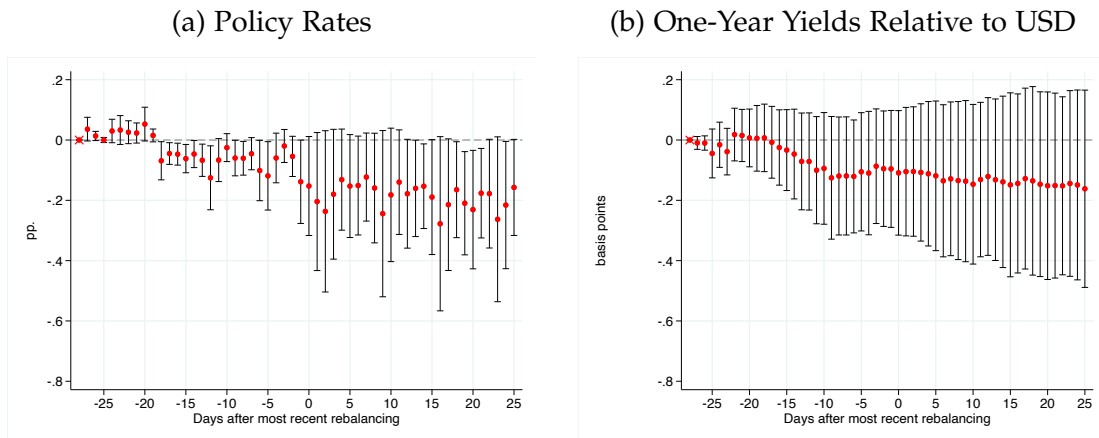 (a) Policy Rates
(b) One-Year Yields Relative to USD
pp.
.2
0
-.2
-.4
-.6
-.8
-25 -20 -15 -10 -5 0 5 10 15 20 25
Days after most recent rebalancing
basis points
.2
0
-.2
-.4
-.6
-.8
-25 -20 -15 -10 -5 0 5 10 15 20 25
Days after most recent rebalancing